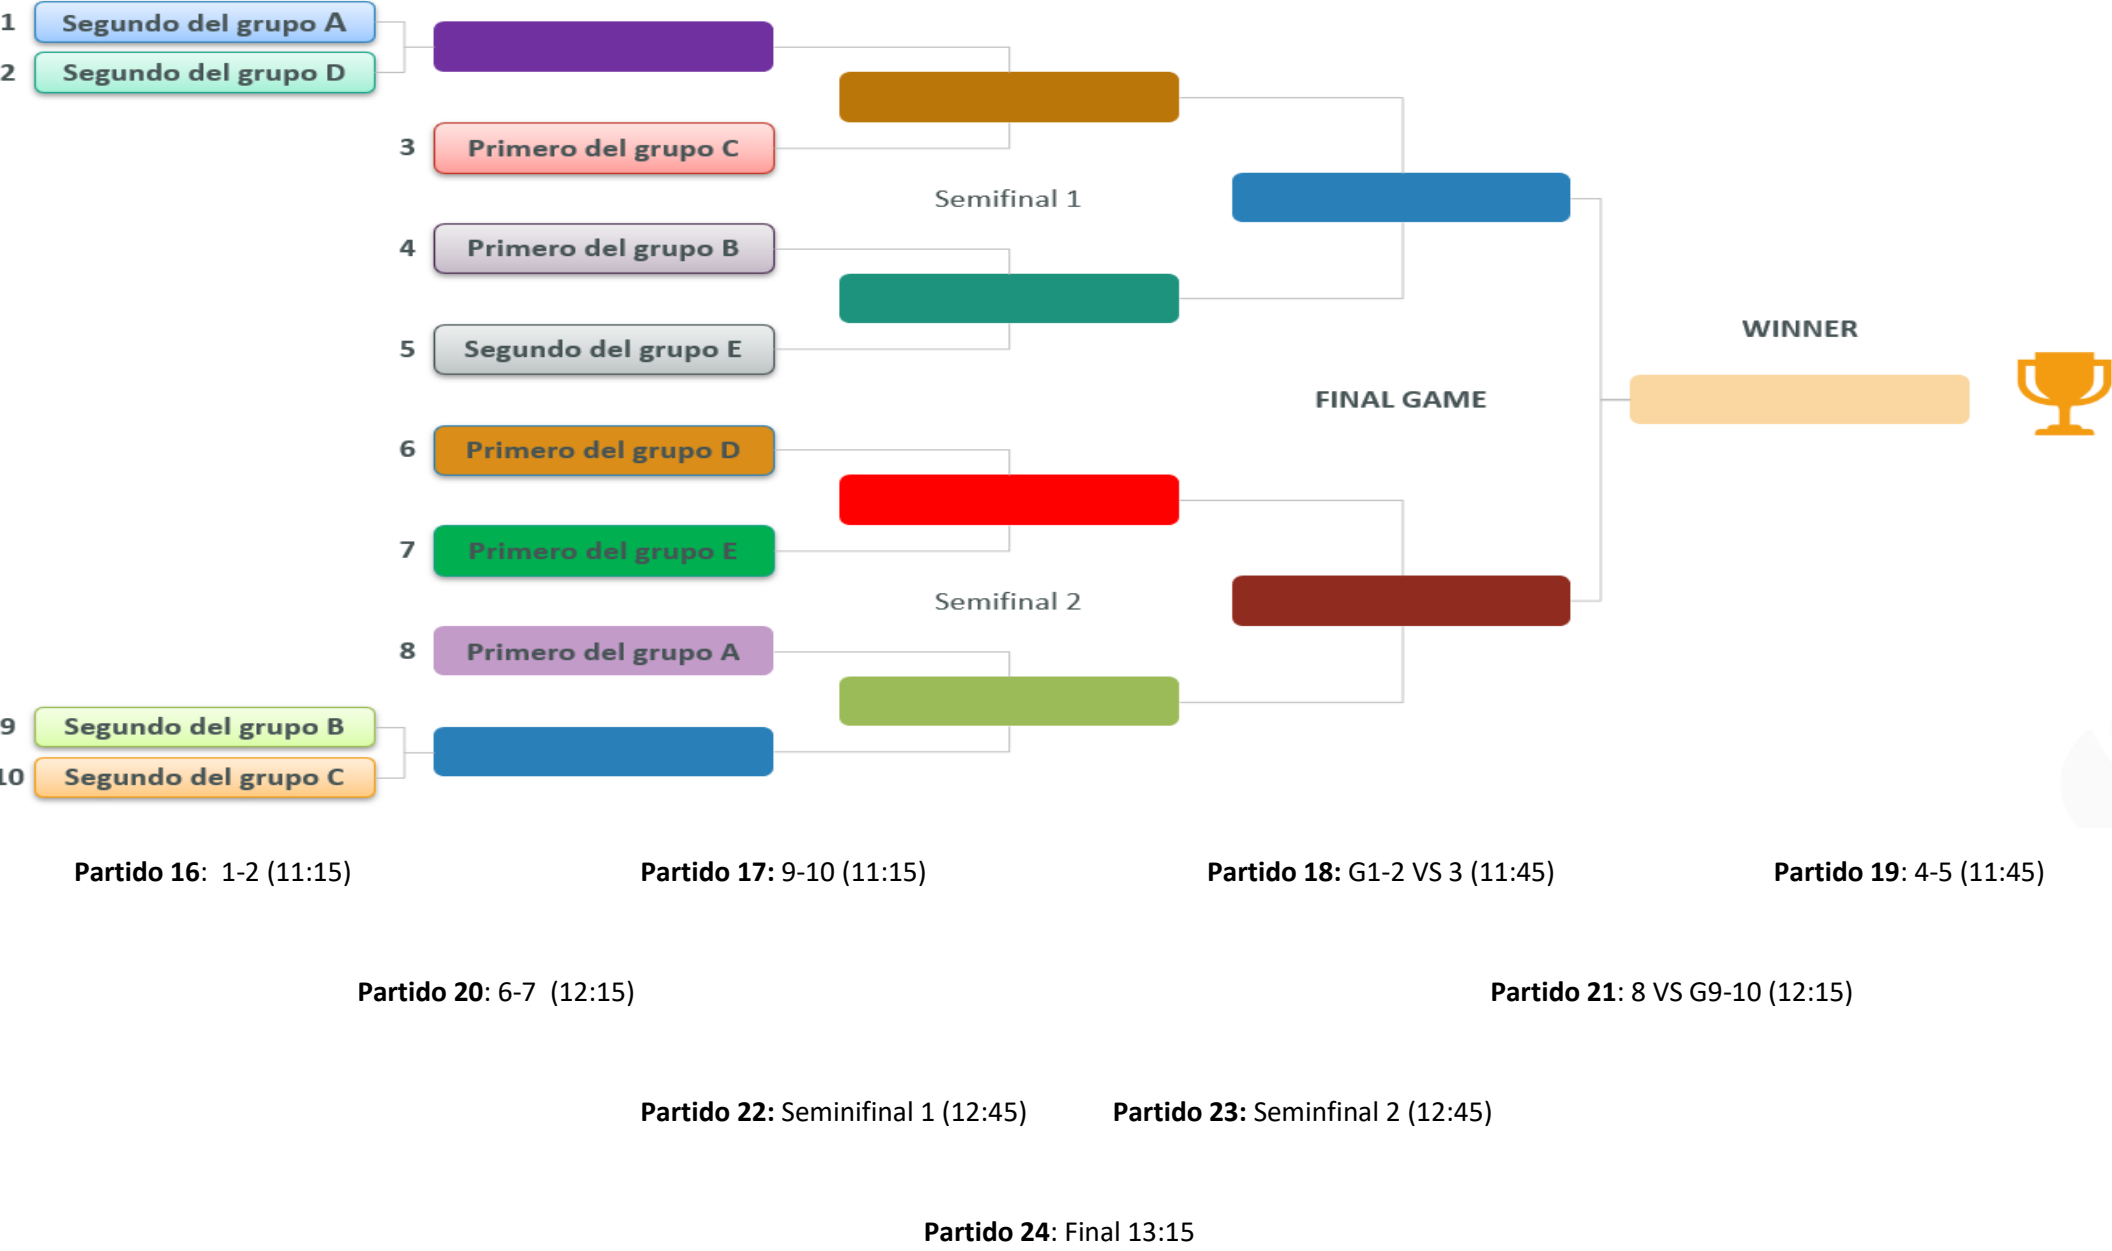 1 Segundo del grupo A
2 Segundo del grupo D
3 Primero del grupo C
Semifinal 1
4 Primero del grupo B
WINNER
5 Segundo del grupo E
FINAL GAME
6 Primero del grupo D
7 Primero del grupo E
Semifinal 2
8 Primero del grupo A
9 Segundo del grupo B
10 Segundo del grupo C
Partido 16: 1-2 (11:15) Partido 17: 9-10 (11:15) Partido 18: G1-2 VS 3 (11:45) Partido 19: 4-5 (11:45)
Partido 20: 6-7 (12:15) Partido 21: 8 VS G9-10 (12:15)
Partido 22: Seminifinal 1 (12:45) Partido 23: Seminfinal 2 (12:45)
Partido 24: Final 13:15